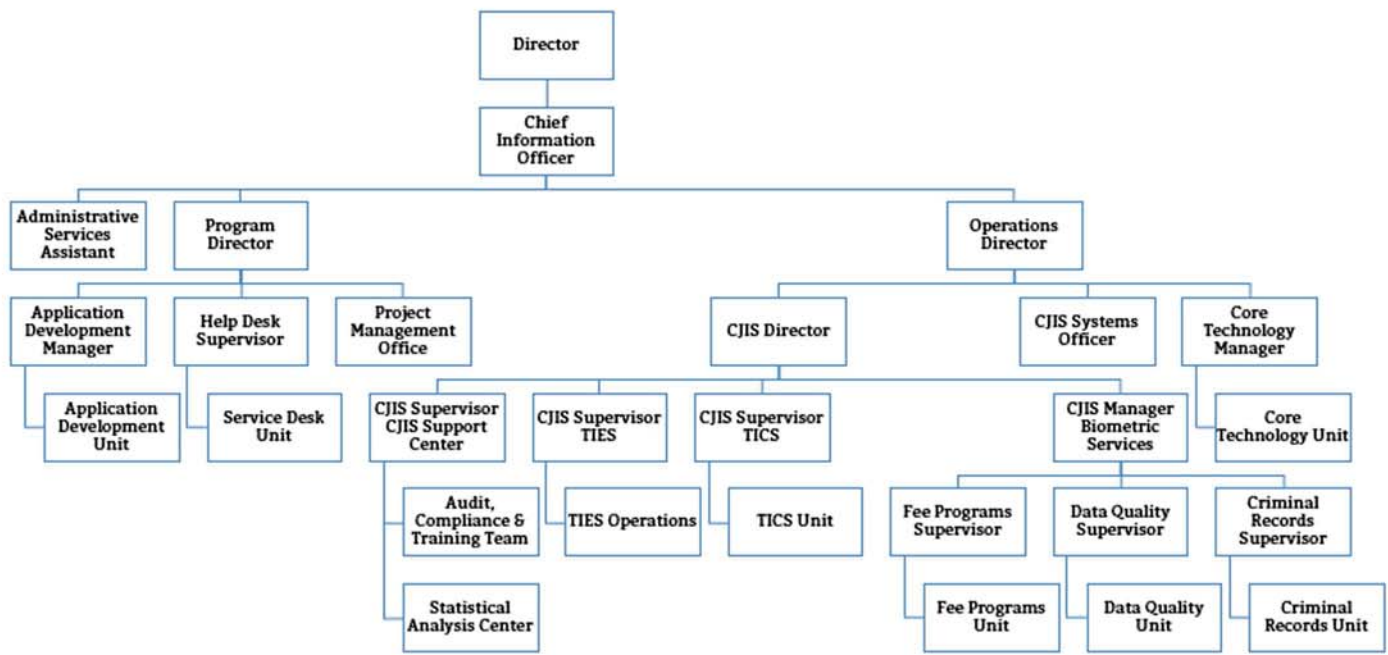 Director
Chief
Information
Officer
Administrative
Services
Assistant
Program
Director
Operations
Director
Application
Development
Manager
Help Desk
Supervisor
Project
Management
Office
CJIS Director
CJIS Systems
Officer
Core
Technology
Manager
Application
Development
Unit
Service Desk
Unit
CJIS Supervisor
CJIS Support
Center
CJIS Supervisor
TIES
CJIS Supervisor
TICS
CJIS Manager
Biometric
Services
Core
Technology Unit
Audit,
Compliance &
Training Team
TIES Operations
TICS Unit
Fee Programs
Supervisor
Data Quality
Supervisor
Criminal
Records
Supervisor
Statistical
Analysis Center
Fee Programs
Unit
Data Quality
Unit
Criminal
Records Unit